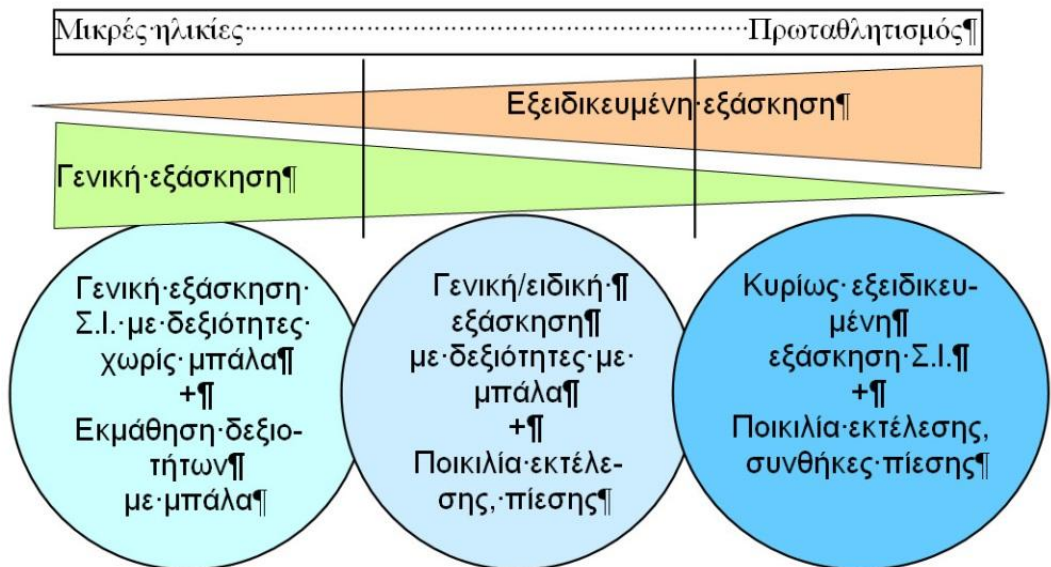 Μικρές·ηλικίες·······························································Πρωταθλητισμός¶
Εξειδικευμένη·εξάσκηση¶
Γενική·εξάσκηση¶
Γενική·εξάσκηση·
Σ.Ι.·με·δεξιότητες·
χωρίς·μπάλα¶
+¶
Εκμάθηση·δεξιο-
τήτων¶
με·μπάλα¶
Γενική/ειδική·¶
εξάσκηση¶
με·δεξιότητες·με·
μπάλα¶
+¶
Ποικιλία·εκτέλε-
σης,·πίεσης¶
Κυρίως·εξειδικευ-
μένη¶
εξάσκηση·Σ.Ι.¶
+¶
Ποικιλία·εκτέλεσης,
συνθήκες·πίεσης¶